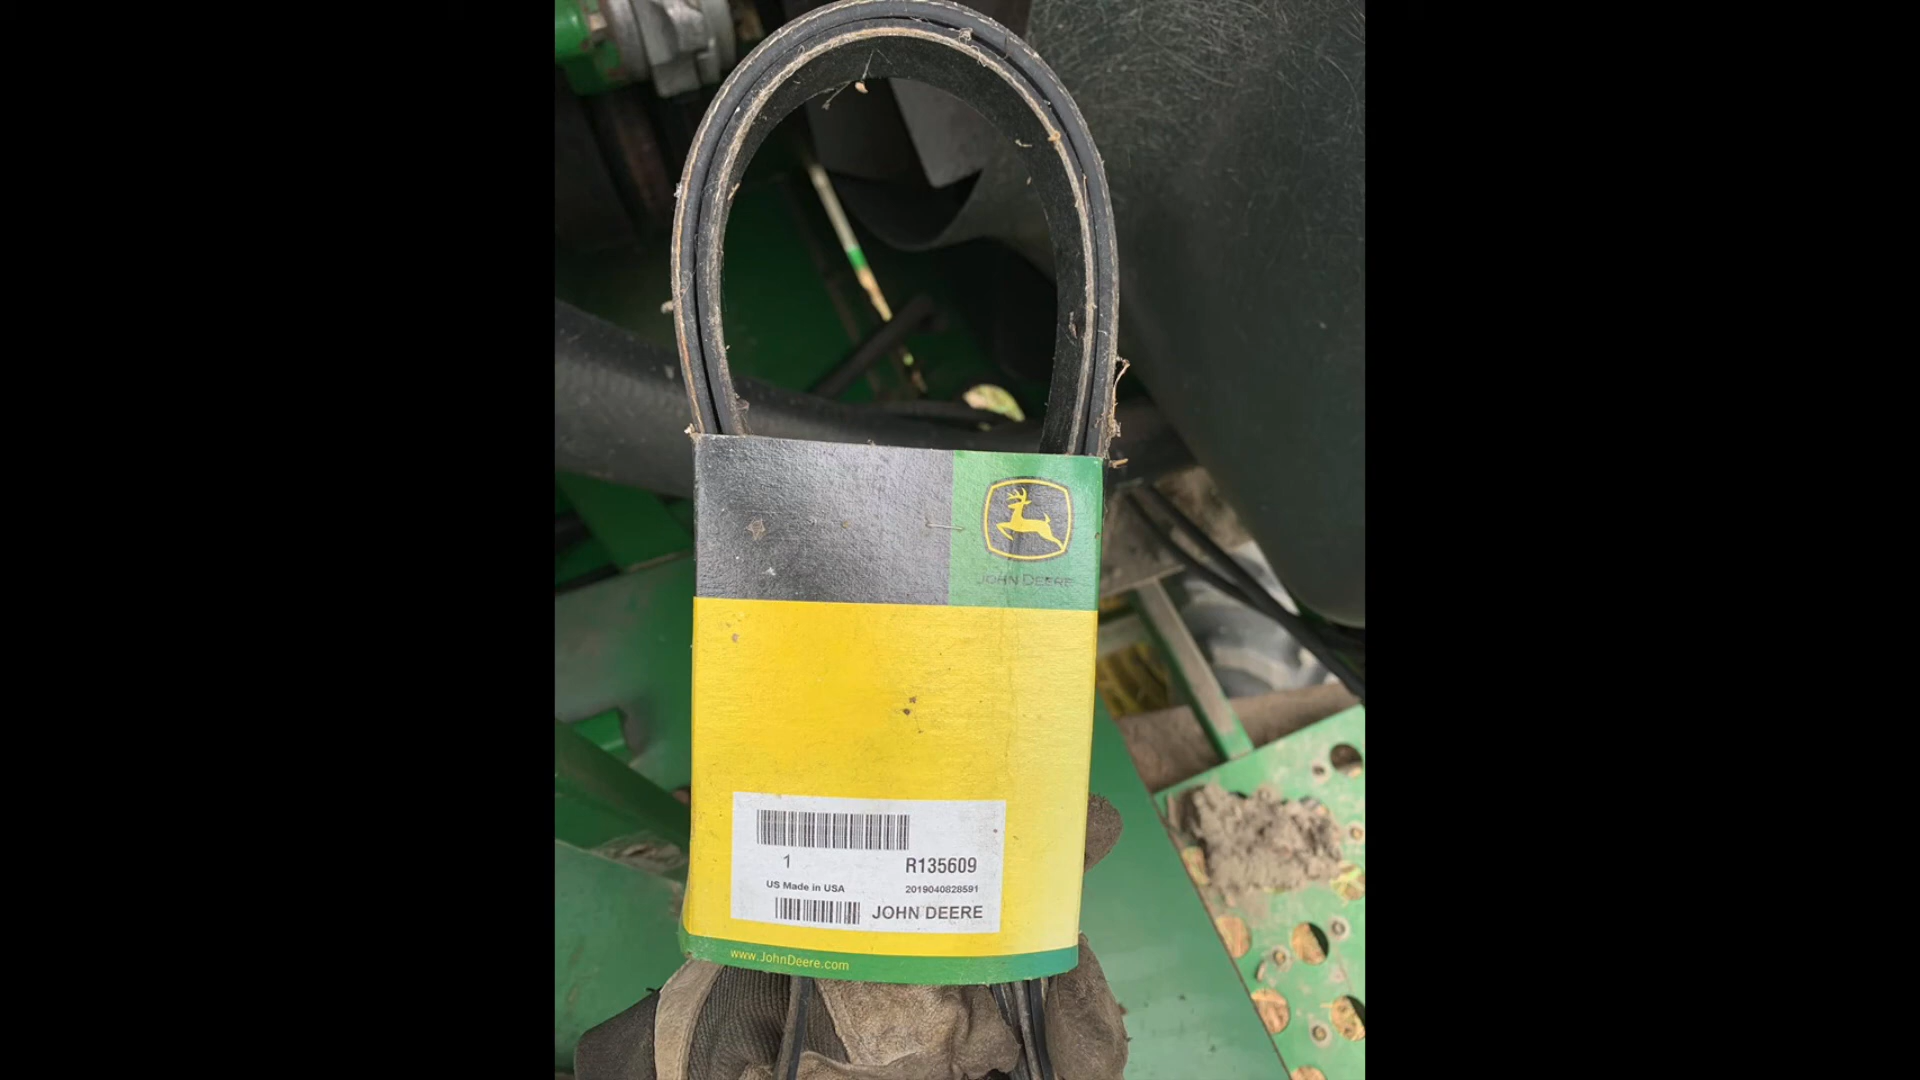 JOHN DEERE
1 R135609
US Made in USA 2019040828591
JOHN DEERE
www.JohnDeere.com